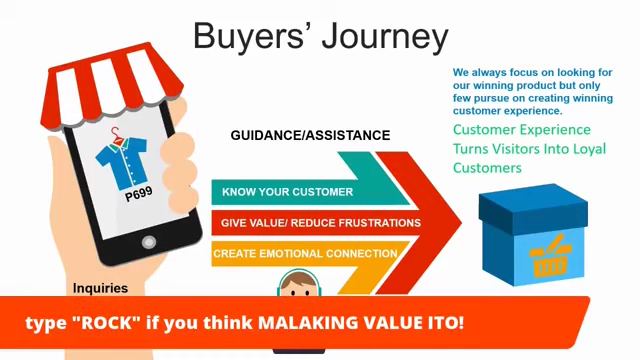 Buyers’ Journey
We always focus on looking for
our winning product but only
few pursue on creating winning
customer experience.
Customer Experience
Turns Visitors Into Loyal
Customers
GUIDANCE/ASSISTANCE
P699
KNOW YOUR CUSTOMER
GIVE VALUE/ REDUCE FRUSTRATIONS
CREATE EMOTIONAL CONNECTION
Inquiries
type "ROCK" if you think MALAKING VALUE ITO!